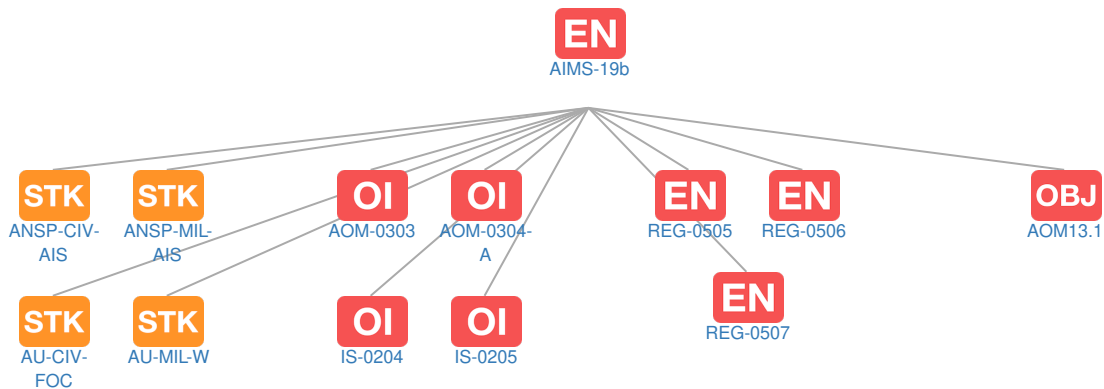 EN
AIMS-19b
STK
STK
OI
OI
EN
EN
OBJ
ANSP-CIV-
AIS
ANSP-MIL-
AIS
AOM-0303
AOM-0304-
A
REG-0505
REG-0506
AOM13.1
STK
STK
OI
OI
EN
AU-CIV-
FOC
AU-MIL-W
IS-0204
IS-0205
REG-0507